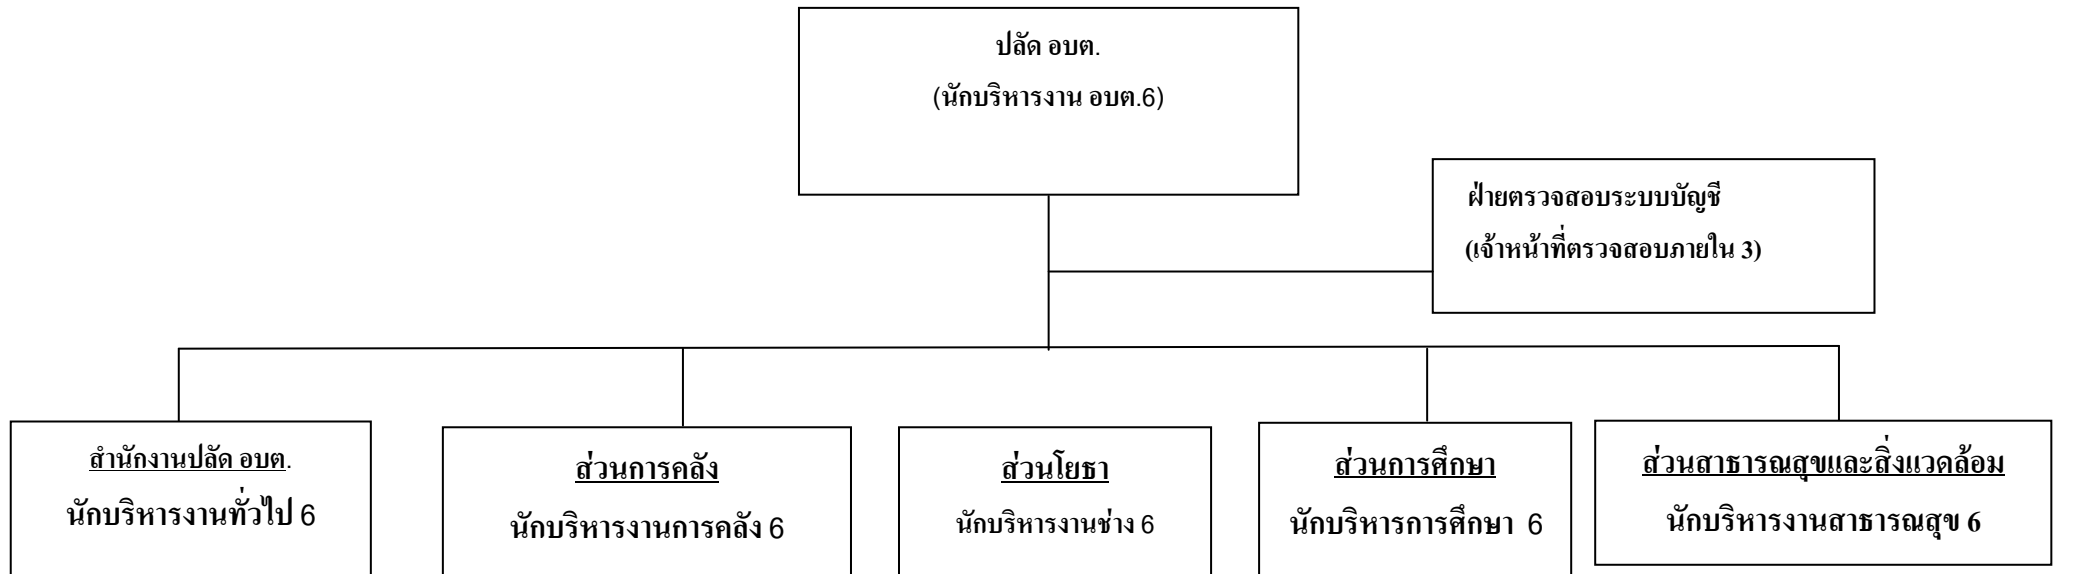 ปลัด อบต.
(นักบริหารงาน อบต.6)
ฝ่ายตรวจสอบระบบบัญชี
(เจ้าหน้าที่ตรวจสอบภายใน 3)
สำนักงานปลัด อบต.
นักบริหารงานทั่วไป 6
ส่วนการคลัง
นักบริหารงานการคลัง 6
ส่วนโยธา
นักบริหารงานช่าง 6
ส่วนการศึกษา
นักบริหารการศึกษา 6
ส่วนสาธารณสุขและสิ่งแวดล้อม
นักบริหารงานสาธารณสุข 6